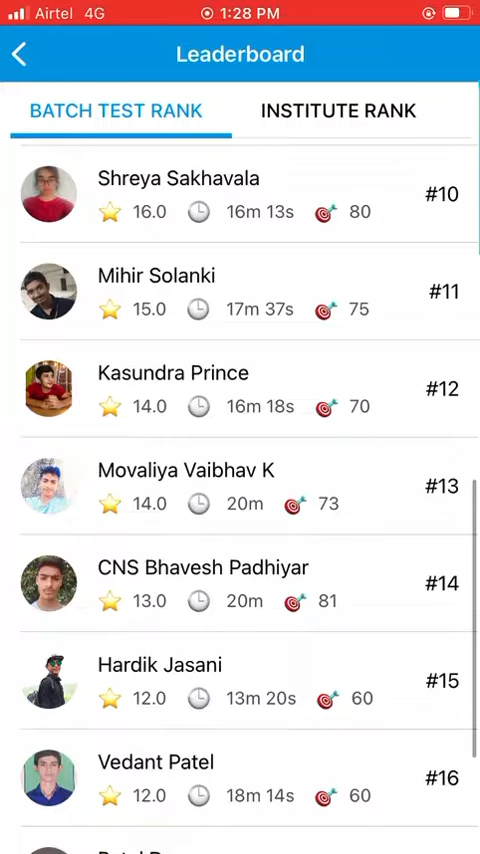 Airtel 4G 1:28 PM
Leaderboard
BATCH TEST RANK INSTITUTE RANK
Shreya Sakhavala
#10
16.0 16m 13s 80
Mihir Solanki
#11
15.0 17m 37s 75
Kasundra Prince
#12
14.0 16m 18s 70
Movaliya Vaibhav K
#13
14.0 20m 73
CNS Bhavesh Padhiyar
#14
13.0 20m 81
Hardik Jasani
#15
12.0 13m 20s 60
Vedant Patel
#16
12.0 18m 14s 60